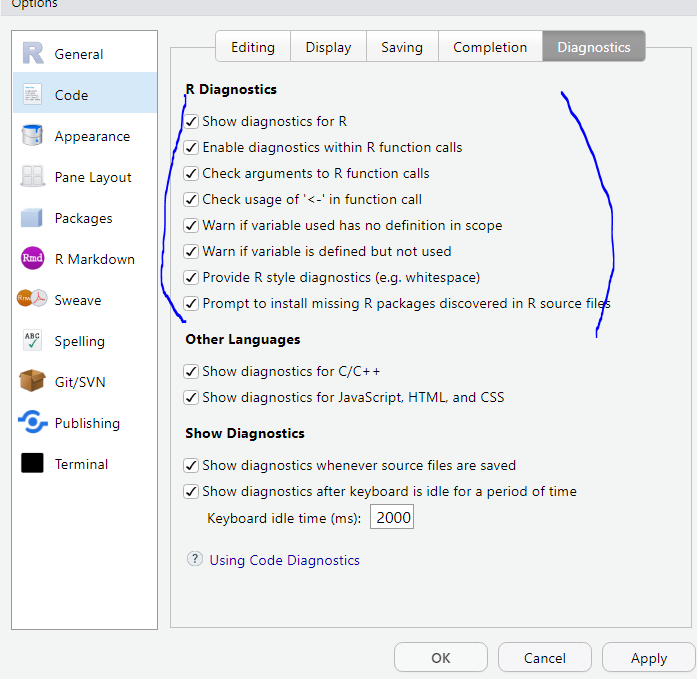 Options
General
Code
Appearance
Pane Layout
Packages
Rmd
R Markdown
Sweave
ABC
Spelling
Git/SVN
Publishing
Terminal
Editing
Display
Saving
Completion
Diagnostics
R Diagnostics
Show diagnostics for R
Enable diagnostics within R function calls
Check arguments to R function calls
Check usage of '<-' in function call
Warn if variable used has no definition in scope
Warn if variable is defined but not used
Provide R style diagnostics (e.g. whitespace)
Prompt to install missing R packages discovered in R source files
Other Languages
Show diagnostics for C/C++
Show diagnostics for JavaScript, HTML, and CSS
Show Diagnostics
Show diagnostics whenever source files are saved
Show diagnostics after keyboard is idle for a period of time
Keyboard idle time (ms): 2000
? Using Code Diagnostics
OK
Cancel
Apply